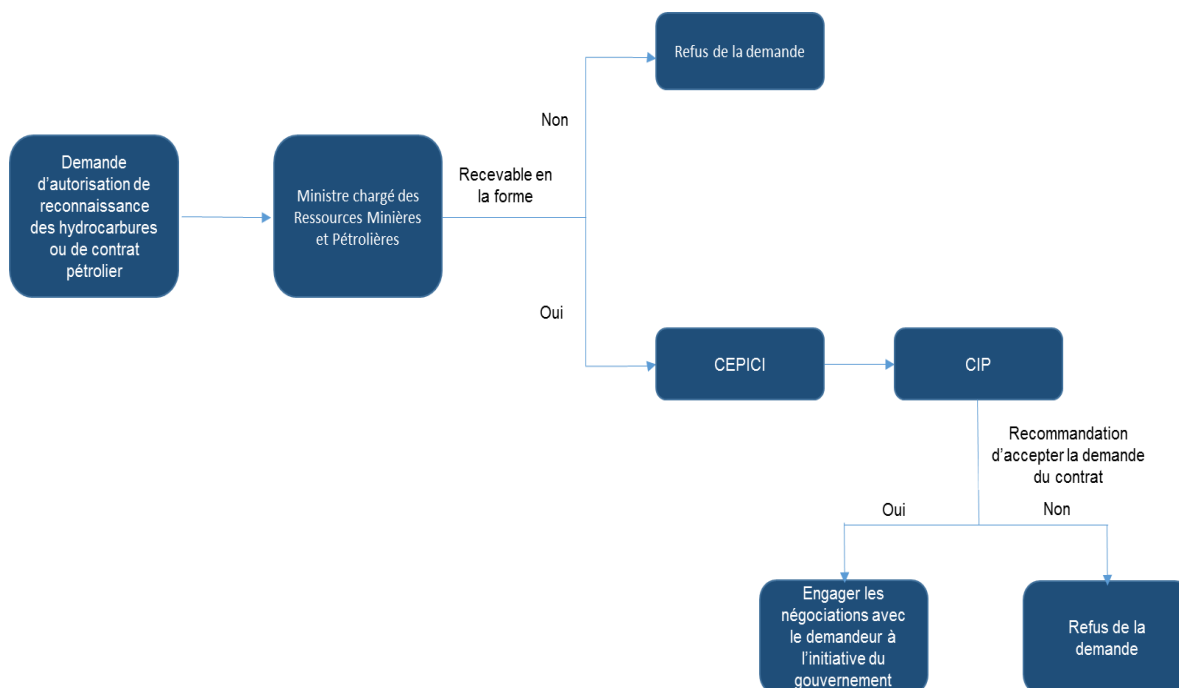 Refus de la demande
Non
Demande
d'autorisation de
reconnaissance
des hydrocarbures
ou de contrat
pétrolier
Ministre chargé des
Ressources Minières
et Pétrolières
Recevable en
la forme
Oui
CEPICI
CIP
Recommandation
d'accepter la demande
du contrat
Oui
Non
Engager les
négociations avec
le demandeur à
l'initiative du
gouvernement
Refus de la
demande